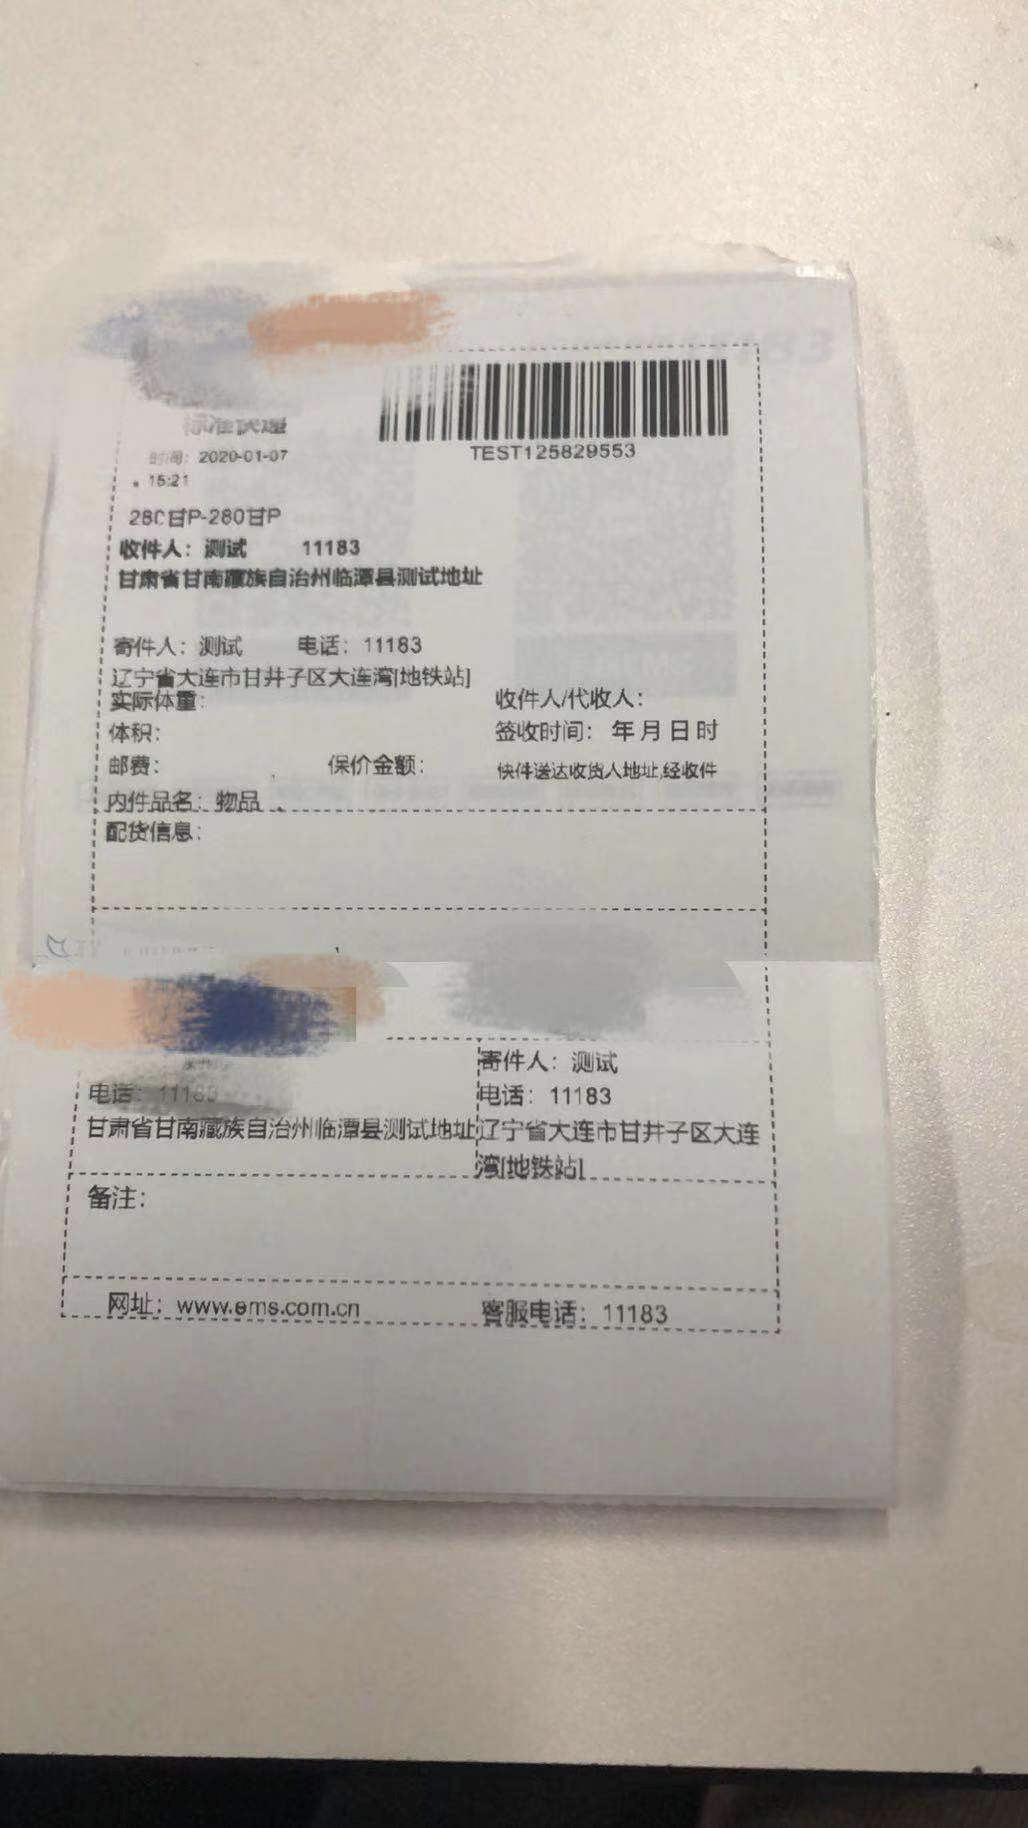 标准快递
TEST125829553
时间：2020-01-07
15:21
280甘P-280甘P
收件人：测试 11183
甘肃省甘南藏族自治州临潭县测试地址
寄件人：测试 电话：11183
辽宁省大连市甘井子区大连湾[地铁站]
实际体重： 收件人/代收人：
体积： 签收时间： 年 月 日 时
邮费： 保价金额： 快件送达收货人地址,经收件
内件品名：物品
配货信息：
寄件人：测试
电话：11183 电话：11183
甘肃省甘南藏族自治州临潭县测试地址 辽宁省大连市甘井子区大连
湾[地铁站]
备注：
网址：www.ems.com.cn 客服电话：11183